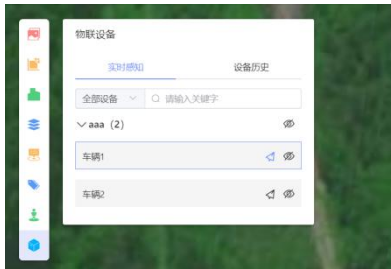 物联设备
实时感知 设备历史
全部设备 请输入关键字
aaa (2)
车辆1
车辆2